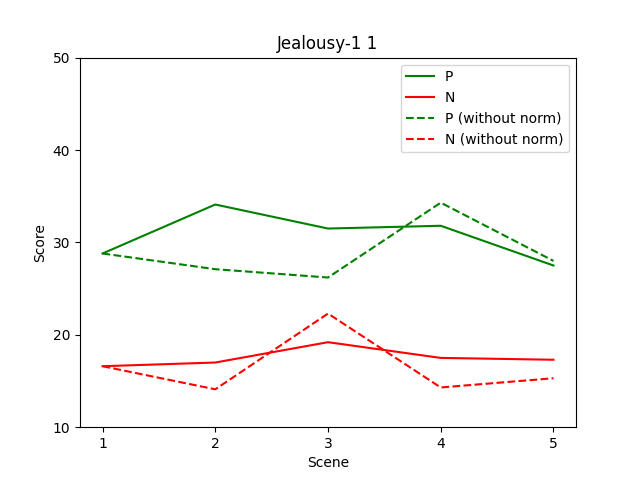 Jealousy-1 1
P
N
P (without norm)
N (without norm)
50
40
30
20
10
Score
1 2 3 4 5
Scene